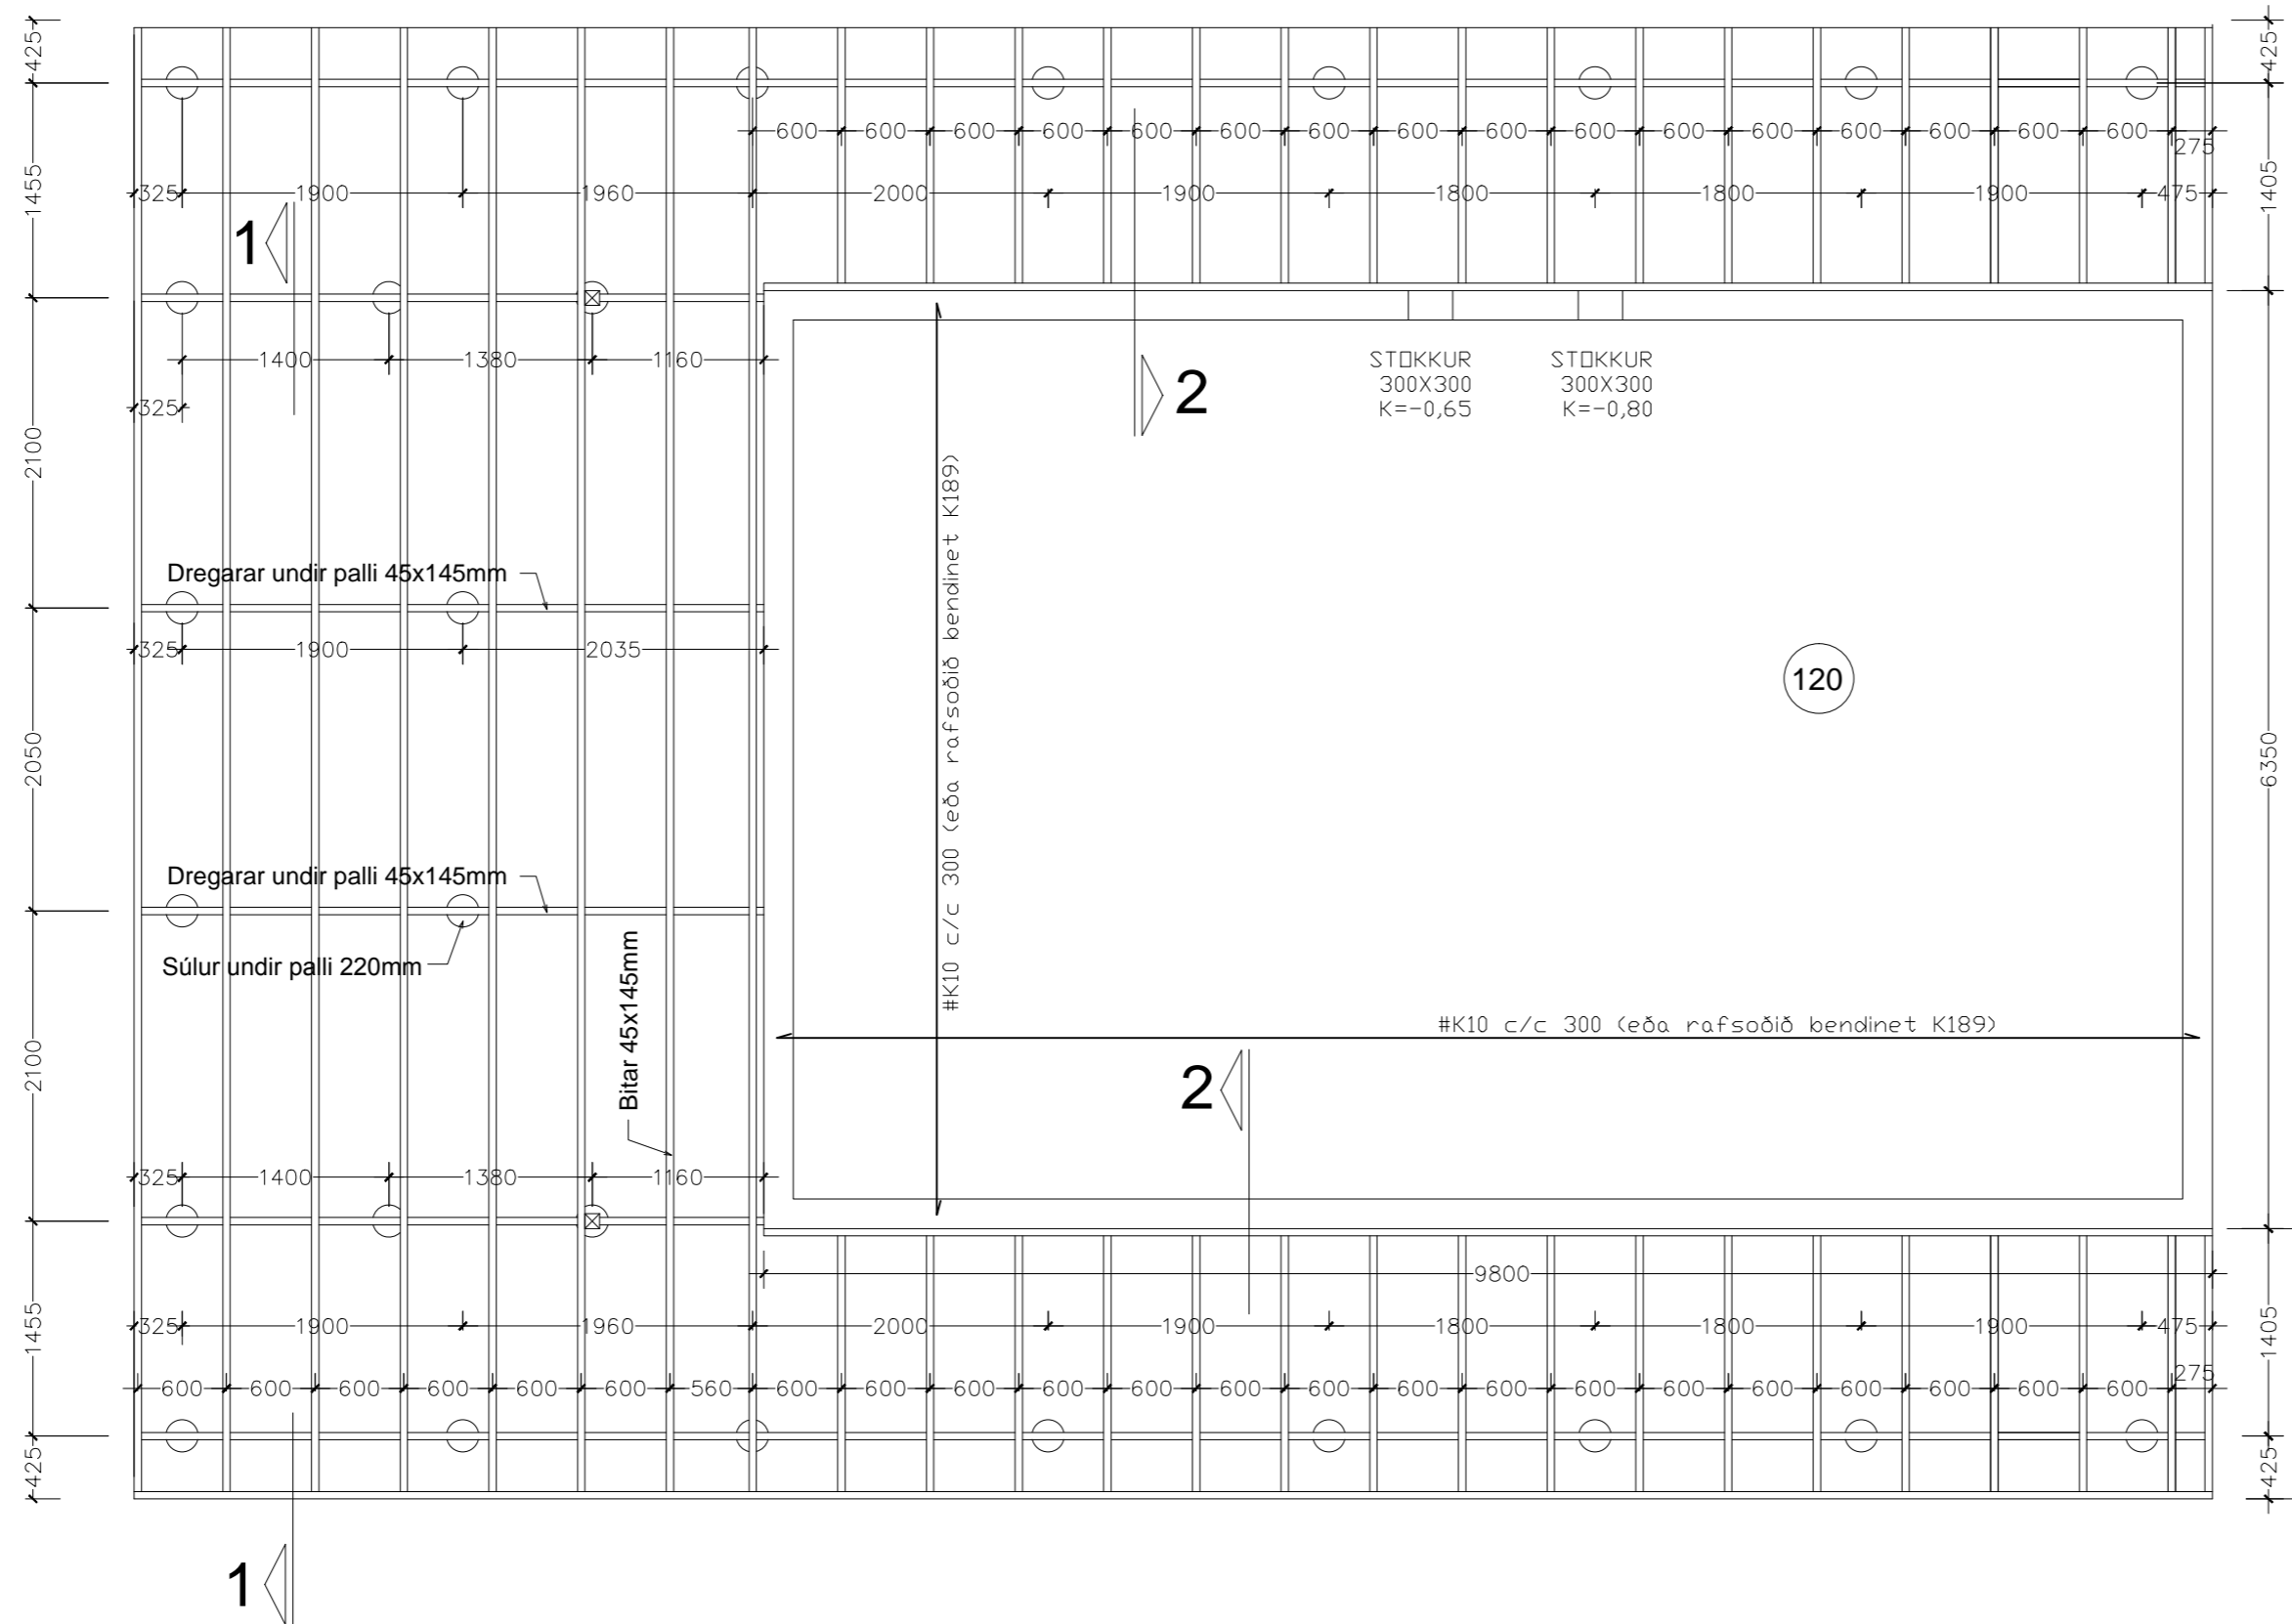 425
425
600 600 600 600 600 600 600 600 600 600 600 600 600 600 600 600
275
325 1900 1960 2000 1900 1800 1800 1900 475
1455
1405
1
1400 1380 1160
325
STOKKUR
300X300
K=-0,65
STOKKUR
300X300
K=-0,80
2
2100
#K10 c/c 300 (eða rafsoðið bendinet K189)
Dregarar undir palli 45x145mm
325 1900 2035
120
2050
6350
Dregarar undir palli 45x145mm
Súlur undir palli 220mm
Bitar 45x145mm
#K10 c/c 300 (eða rafsoðið bendinet K189)
2100
2
325 1400 1380 1160
9800
1455
1405
325 1900 1960 2000 1900 1800 1800 1900 475
275
600 600 600 600 600 600 560 600 600 600 600 600 600 600 600 600 600 600 600 600 600 600 600
425
425
1